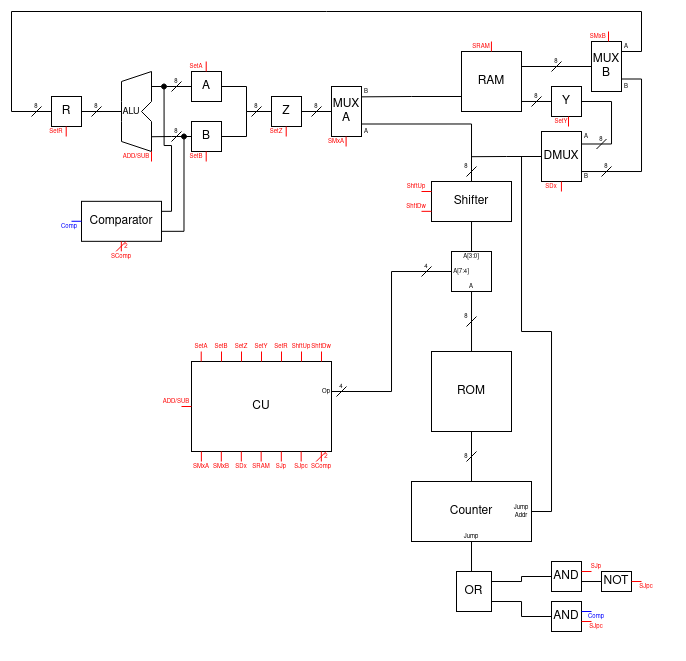 SMxB
SRAM
A
MUX
B
8
RAM
B
SetA
8
A
8
Y
B
MUX
A
8
R
8
ALU
8
Z
8
SetR
SetY
A
8
B
SetZ
A
SMxA
DMUX
8
ADD/SUB
SetB
8
B
8
SDx
ShftUp
Shifter
ShftDw
Comparator
Comp
2
SComp
A[3:0]
4
A[7:4]
A
8
SetA SetB SetZ SetY SetR ShftUp ShftDw
ROM
Op
4
ADD/SUB
CU
8
2
SMxA SMxB SDx SRAM SJp SJpc SComp
Counter
Jump
Addr
Jump
SJp
AND
NOT
SJpc
OR
AND
Comp
SJpc